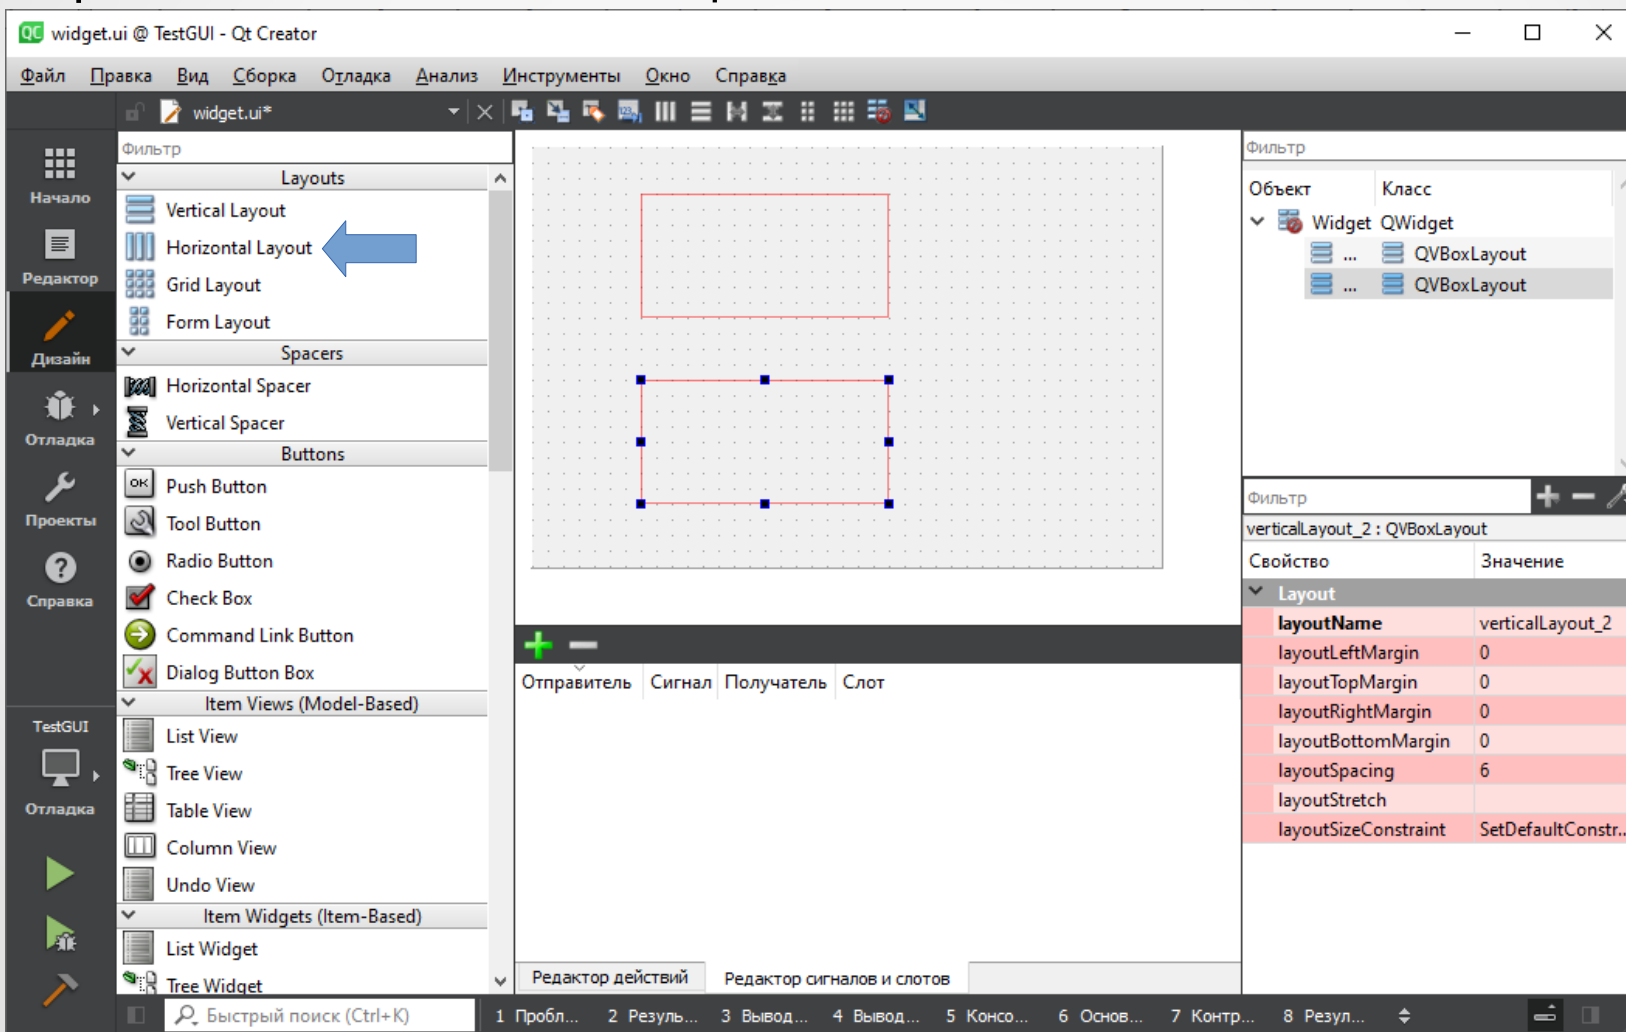 QC widget.ui @ TestGUI - Qt Creator
Файл Правка Вид Сборка Отладка Анализ Инструменты Окно Справка
widget.ui*
Начало
Редактор
Дизайн
Отладка
Проекты
Справка
TestGUI
Отладка
Фильтр
Layouts
Vertical Layout
Horizontal Layout
Grid Layout
Form Layout
Spacers
Horizontal Spacer
Vertical Spacer
Buttons
OK Push Button
Tool Button
Radio Button
Check Box
Command Link Button
Dialog Button Box
Item Views (Model-Based)
List View
Tree View
Table View
Column View
Undo View
Item Widgets (Item-Based)
List Widget
Tree Widget
Отправитель Сигнал Получатель Слот
Редактор действий Редактор сигналов и слотов
Фильтр
Объект Класс
Widget QWidget
... QVBoxLayout
... QVBoxLayout
Фильтр
verticalLayout_2 : QVBoxLayout
Свойство Значение
Layout
layoutName verticalLayout_2
layoutLeftMargin 0
layoutTopMargin 0
layoutRightMargin 0
layoutBottomMargin 0
layoutSpacing 6
layoutStretch
layoutSizeConstraint SetDefaultConstr...
Быстрый поиск (Ctrl+K) 1 Пробл... 2 Резуль... 3 Вывод... 4 Вывод... 5 Консо... 6 Основ... 7 Контр... 8 Резул...